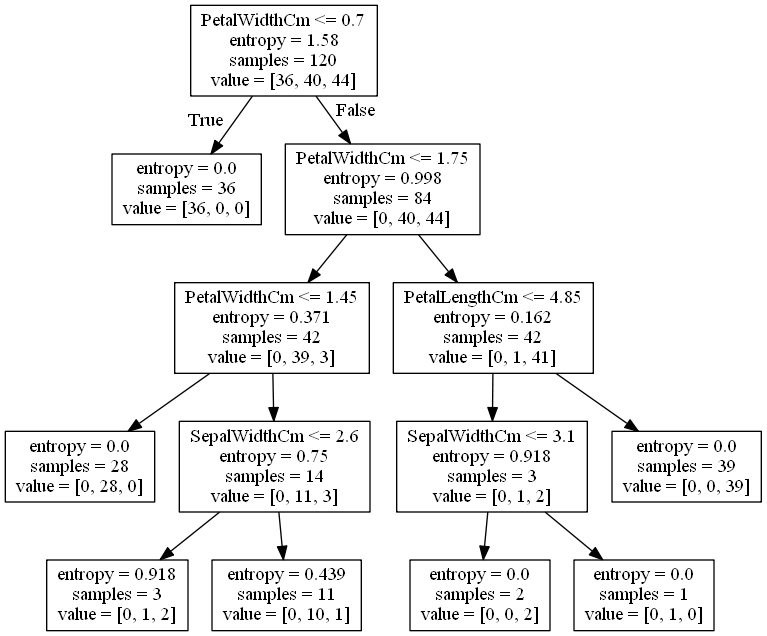 PetalWidthCm <= 0.7
entropy = 1.58
samples = 120
value = [36, 40, 44]
True
False
entropy = 0.0
samples = 36
value = [36, 0, 0]
PetalWidthCm <= 1.75
entropy = 0.998
samples = 84
value = [0, 40, 44]
PetalWidthCm <= 1.45
entropy = 0.371
samples = 42
value = [0, 39, 3]
PetalLengthCm <= 4.85
entropy = 0.162
samples = 42
value = [0, 1, 41]
entropy = 0.0
samples = 28
value = [0, 28, 0]
SepalWidthCm <= 2.6
entropy = 0.75
samples = 14
value = [0, 11, 3]
SepalWidthCm <= 3.1
entropy = 0.918
samples = 3
value = [0, 1, 2]
entropy = 0.0
samples = 39
value = [0, 0, 39]
entropy = 0.918
samples = 3
value = [0, 1, 2]
entropy = 0.439
samples = 11
value = [0, 10, 1]
entropy = 0.0
samples = 2
value = [0, 0, 2]
entropy = 0.0
samples = 1
value = [0, 1, 0]